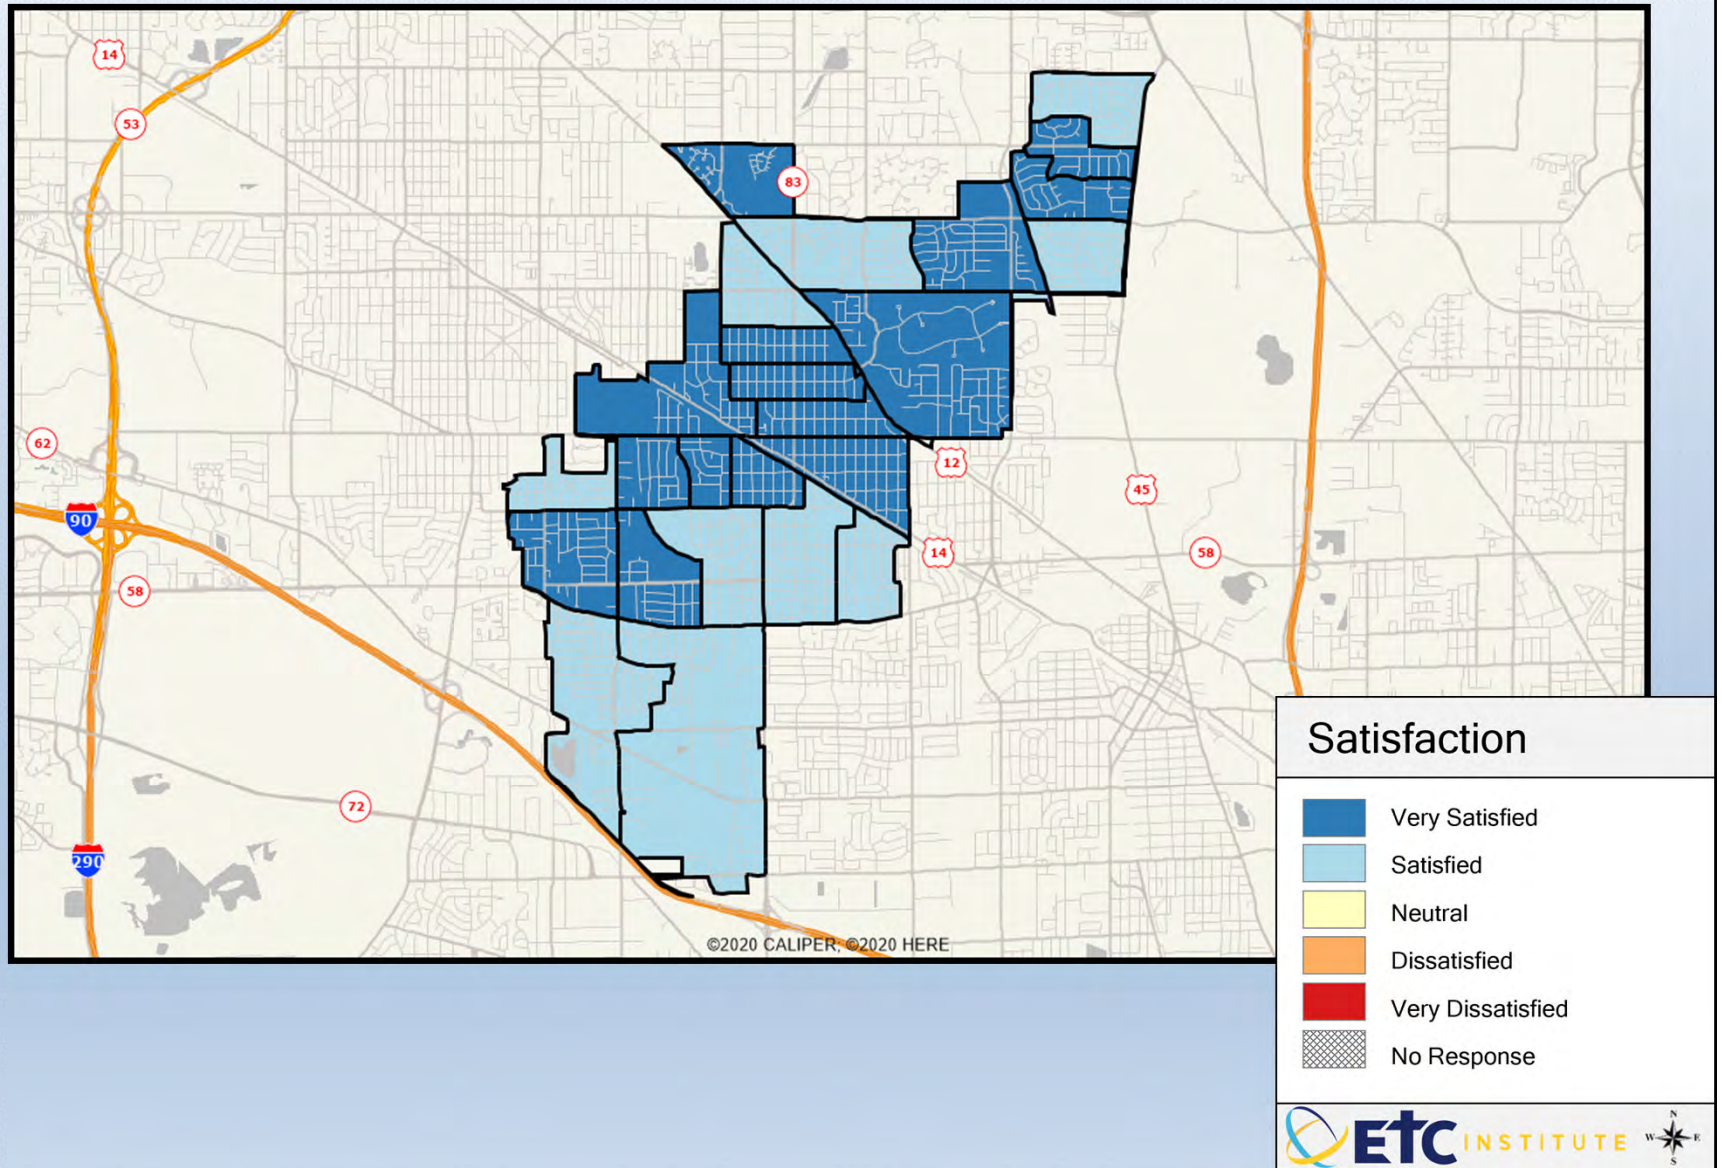 14
53
83
62
12
45
90
14
58
58
72
290
©2020 CALIPER; ©2020 HERE
Satisfaction
Very Satisfied
Satisfied
Neutral
Dissatisfied
Very Dissatisfied
No Response
ETC INSTITUTE
N
W E
S